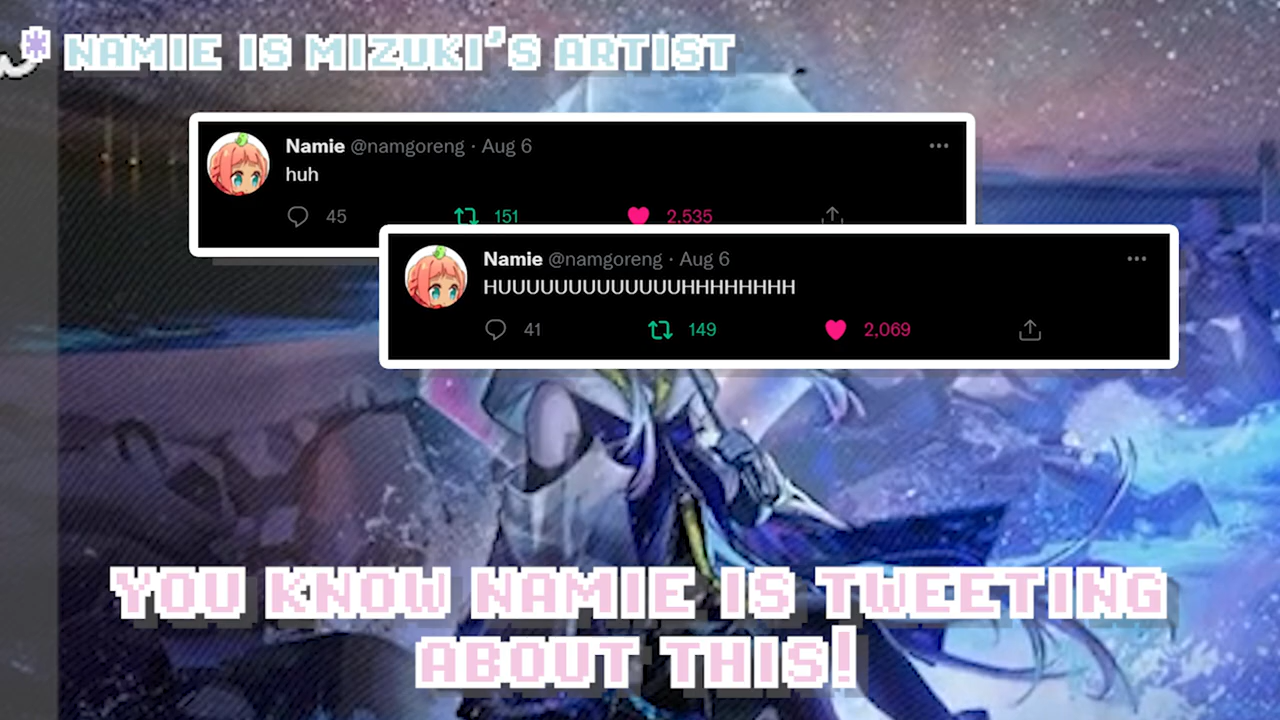 * NAMIE IS MIZUKI'S ARTIST
Namie @namgoreng · Aug 6
huh
45 151 2,535
Namie @namgoreng · Aug 6
HUUUUUUUUUUUUUUHHHHHHHH
41 149 2,069
YOU KNOW NAMIE IS TWEETING
ABOUT THIS!